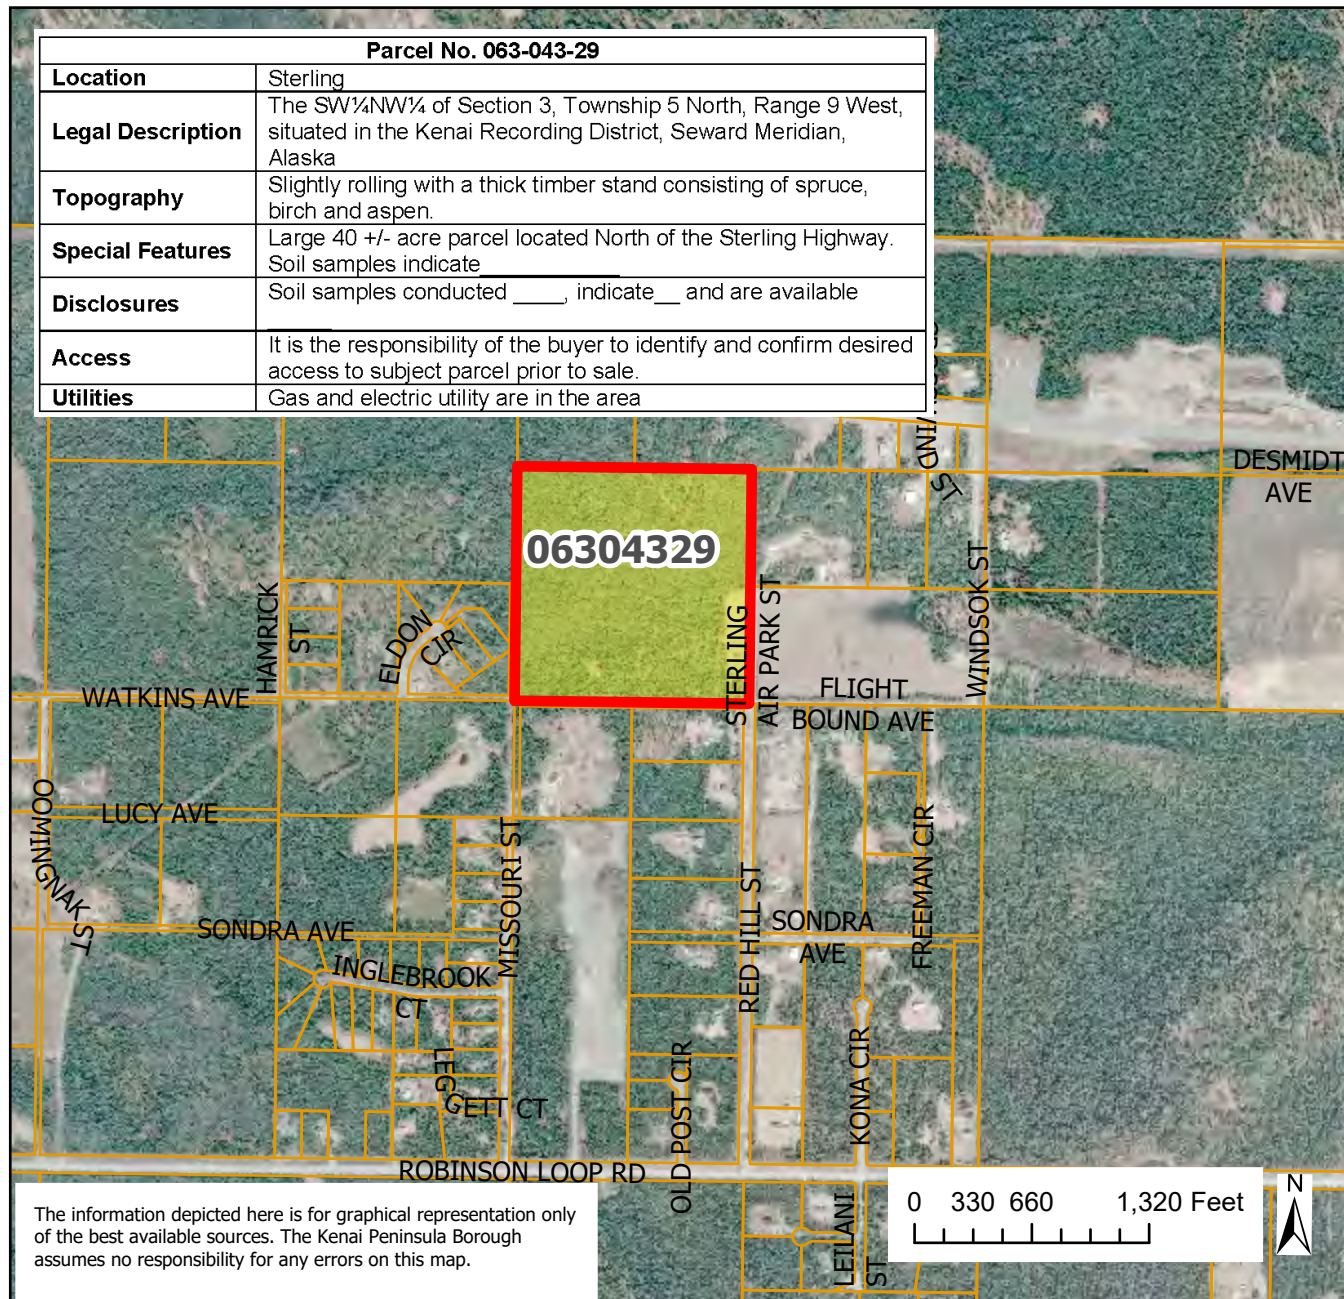 Parcel No. 063-043-29
Location Sterling
Legal Description The SW¼NW¼ of Section 3, Township 5 North, Range 9 West,
situated in the Kenai Recording District, Seward Meridian,
Alaska
Topography Slightly rolling with a thick timber stand consisting of spruce,
birch and aspen.
Special Features Large 40 +/- acre parcel located North of the Sterling Highway.
Soil samples indicate____________
Disclosures Soil samples conducted ____, indicate__ and are available
_____
Access It is the responsibility of the buyer to identify and confirm desired
access to subject parcel prior to sale.
Utilities Gas and electric utility are in the area
ST
DESMIDT
AVE
06304329
HAMRICK
ST
ELDON
CIR
STERLING
AIR PARK ST
WINDSOK ST
WATKINS AVE
FLIGHT
BOUND AVE
OOMINGNAK ST
LUCY AVE
MISSOURI ST
RED HILL ST
FREEMAN CIR
SONDRA AVE
SONDRA
AVE
INGLEBROOK
CT
LEG
GETT CT
OLD POST CIR
KONA CIR
ROBINSON LOOP RD
LEILANI
ST
0 330 660 1,320 Feet
N
The information depicted here is for graphical representation only
of the best available sources. The Kenai Peninsula Borough
assumes no responsibility for any errors on this map.